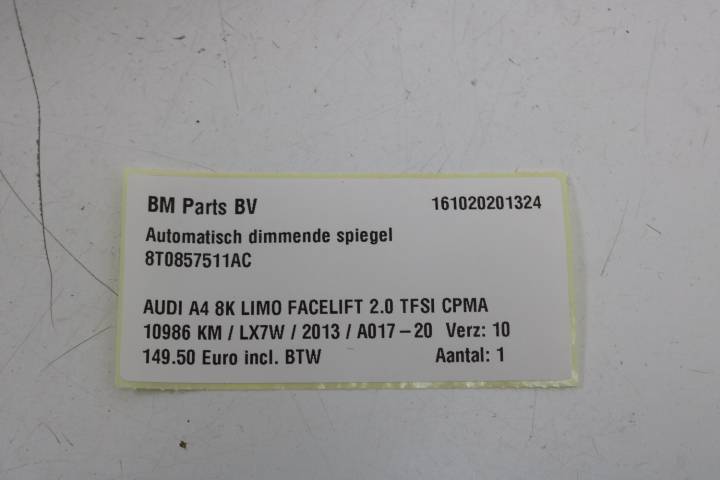 BM Parts BV 161020201324
Automatisch dimmende spiegel
8T0857511AC
AUDI A4 8K LIMO FACELIFT 2.0 TFSI CPMA
10986 KM / LX7W / 2013 / A017-20 Verz: 10
149.50 Euro incl. BTW Aantal: 1